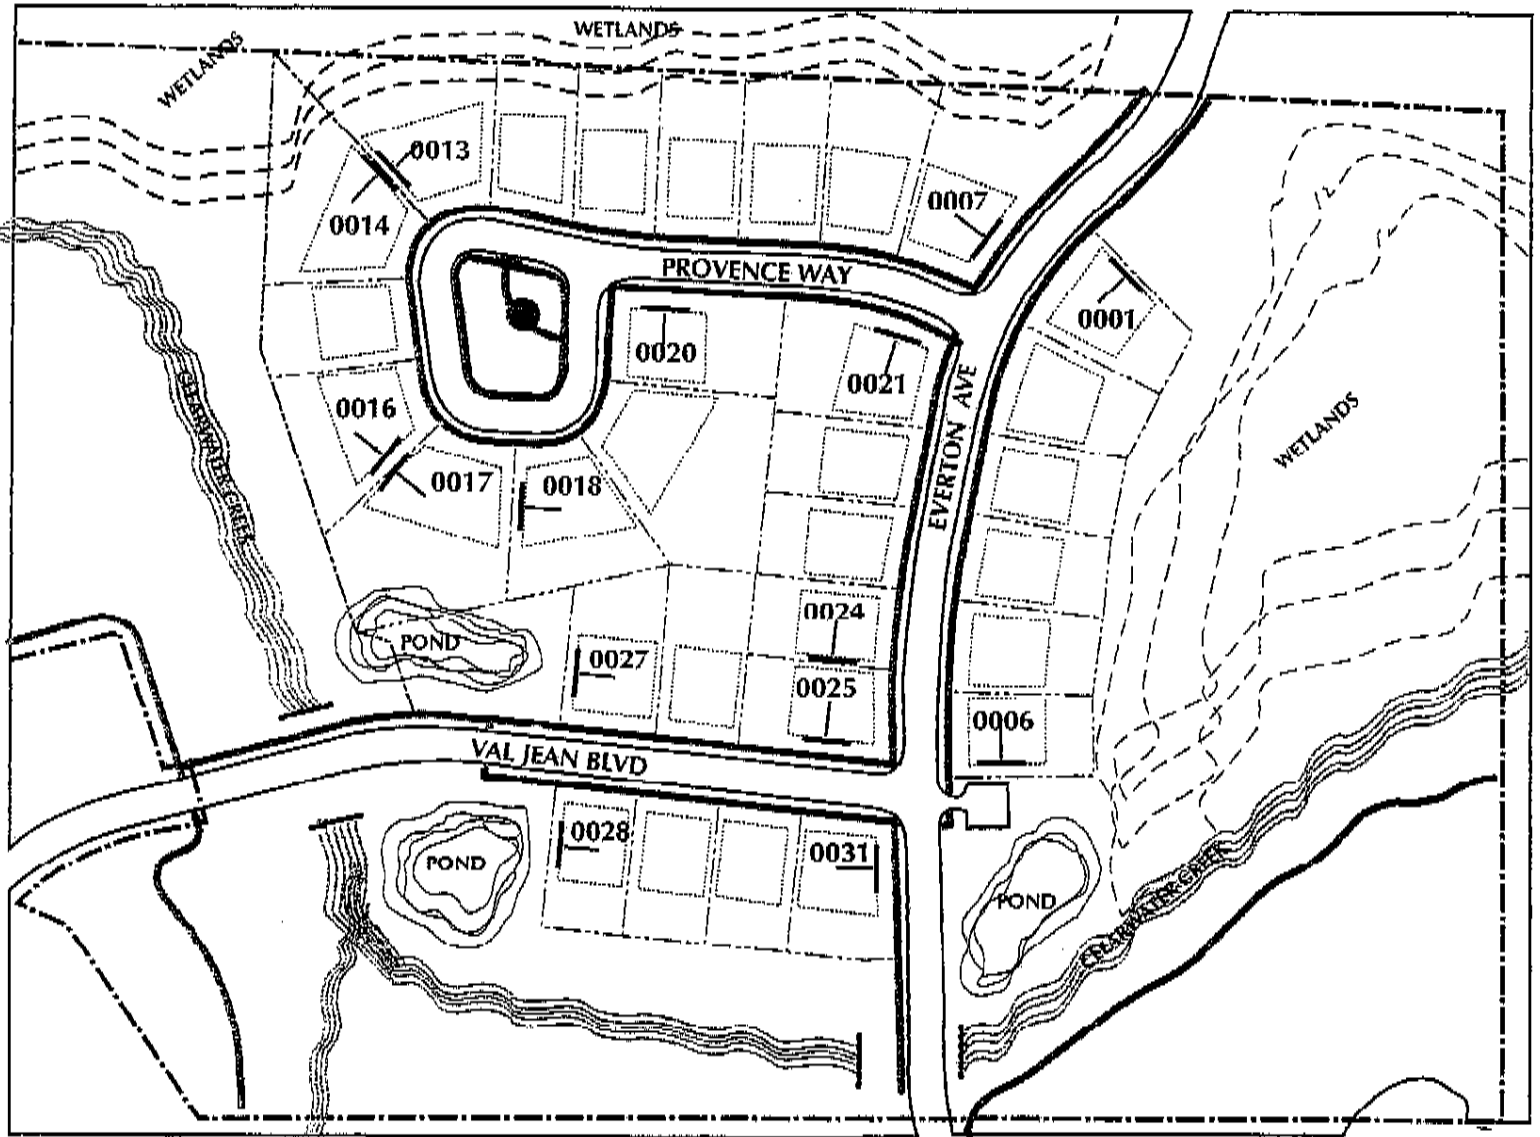 WETLANDS
WETLANDS
0013
0014
0007
PROVENCE WAY
0001
0020
0021
0016
EVERTON AVE
WETLANDS
CLEARWATER CREEK
0017
0018
0024
POND
0027
0025
0006
VAL JEAN BLVD
0028
0031
POND
POND
CLEARWATER CREEK